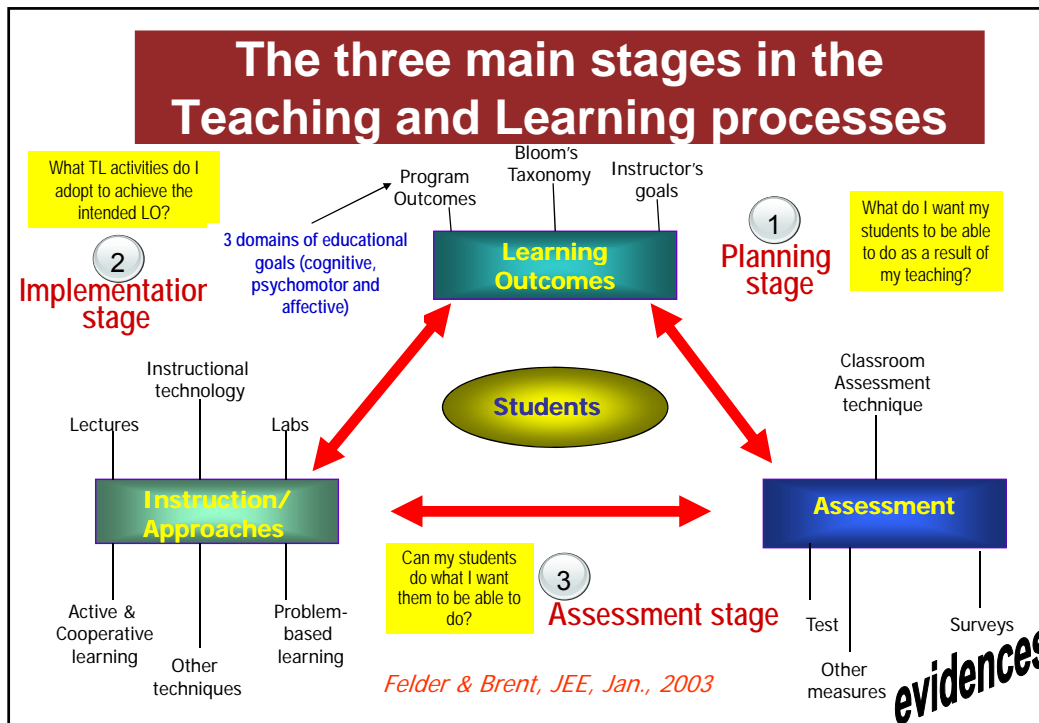 The three main stages in the
Teaching and Learning processes
What TL activities do I
adopt to achieve the
intended LO?
2
Implementation
stage
Program
Outcomes
Bloom's
Taxonomy
Instructor's
goals
3 domains of educational
goals (cognitive,
psychomotor and
affective)
Learning
Outcomes
1
Planning
stage
What do I want my
students to be able to
do as a result of
my teaching?
Students
Instructional
technology
Lectures
Labs
Instruction/
Approaches
Active &
Cooperative
learning
Other
techniques
Problem-
based
learning
Classroom
Assessment
technique
Assessment
Test
Other
measures
Surveys
evidences
Can my students
do what I want
them to be able to
do?
3
Assessment stage
Felder & Brent, JEE, Jan., 2003